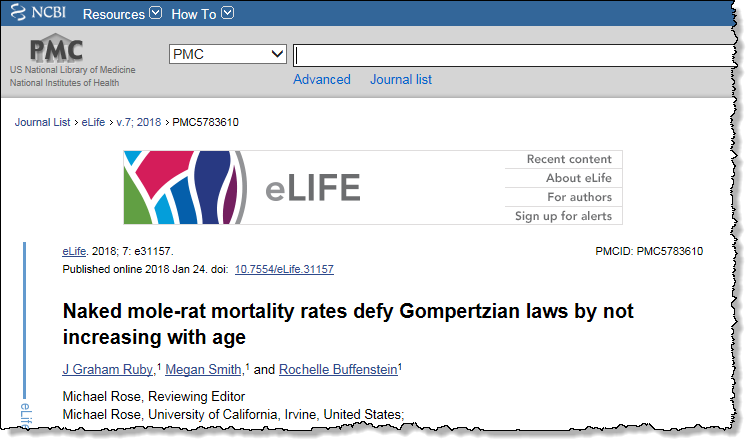 NCBI Resources How To
PMC
US National Library of Medicine
National Institutes of Health
PMC
Advanced Journal list
Journal List > eLife > v.7; 2018 > PMC5783610
eLIFE
Recent content
About eLife
For authors
Sign up for alerts
eLife. 2018; 7: e31157.
PMCID: PMC5783610
Published online 2018 Jan 24. doi: 10.7554/eLife.31157
Naked mole-rat mortality rates defy Gompertzian laws by not
increasing with age
J Graham Ruby,1 Megan Smith,1 and Rochelle Buffenstein1
Michael Rose, Reviewing Editor
Michael Rose, University of California, Irvine, United States;
eLife